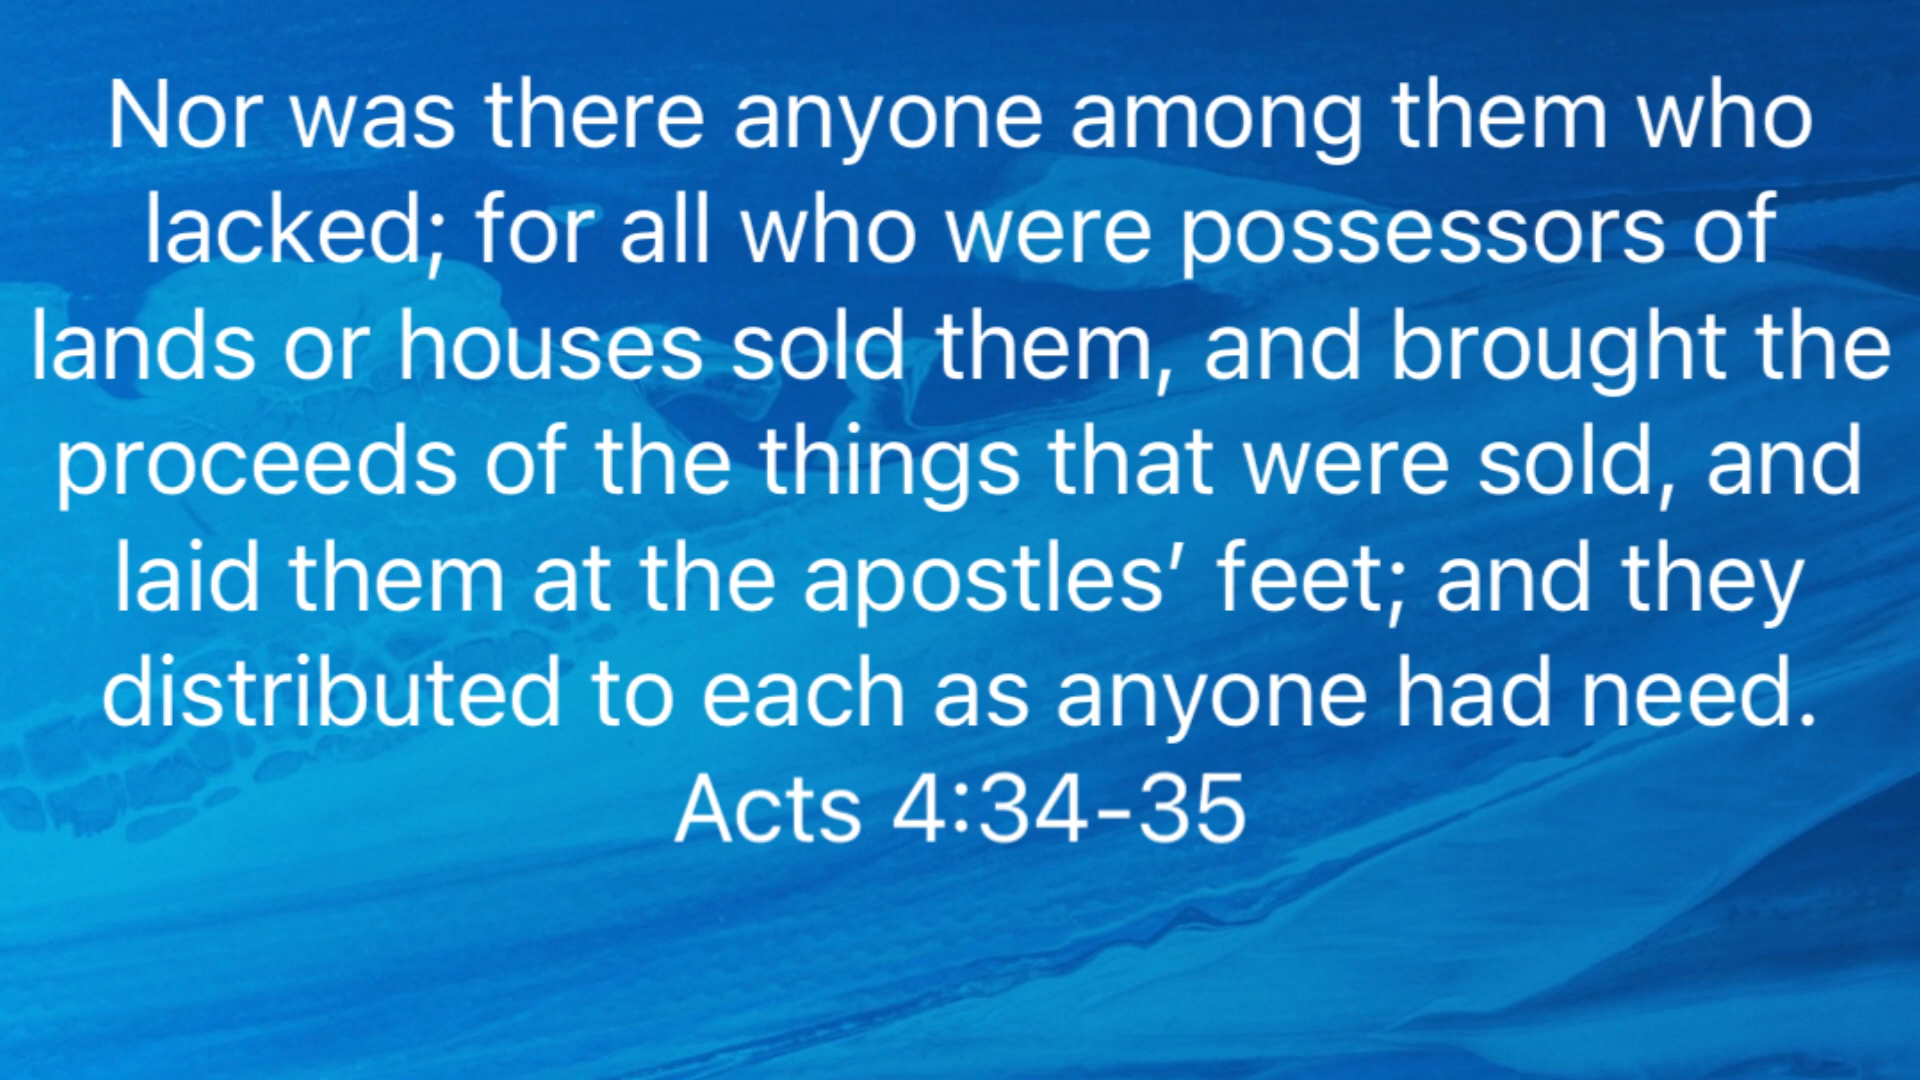 Nor was there anyone among them who
lacked; for all who were possessors of
lands or houses sold them, and brought the
proceeds of the things that were sold, and
laid them at the apostles’ feet; and they
distributed to each as anyone had need.
Acts 4:34-35